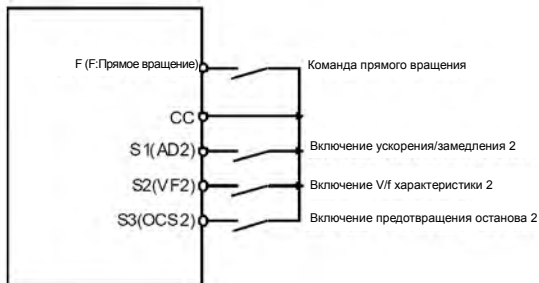 F (F:Прямое вращение) Команда прямого вращения
CC
S1(AD2) Включение ускорения/замедления 2
S2(VF2) Включение V/f характеристики 2
S3(OCS2) Включение предотвращения останова 2